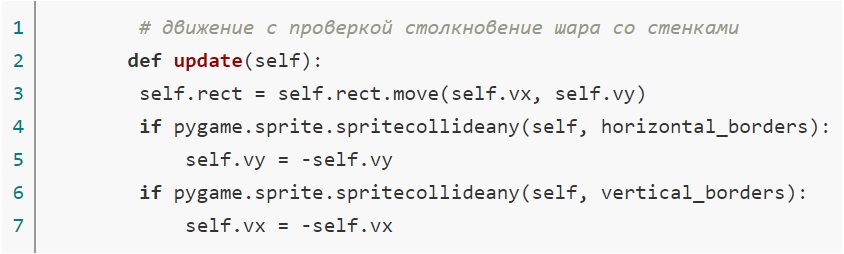 1 # движение с проверкой столкновение шара со стенками
2 def update(self):
3 self.rect = self.rect.move(self.vx, self.vy)
4 if pygame.sprite.spritecollideany(self, horizontal_borders):
5 self.vy = -self.vy
6 if pygame.sprite.spritecollideany(self, vertical_borders):
7 self.vx = -self.vx